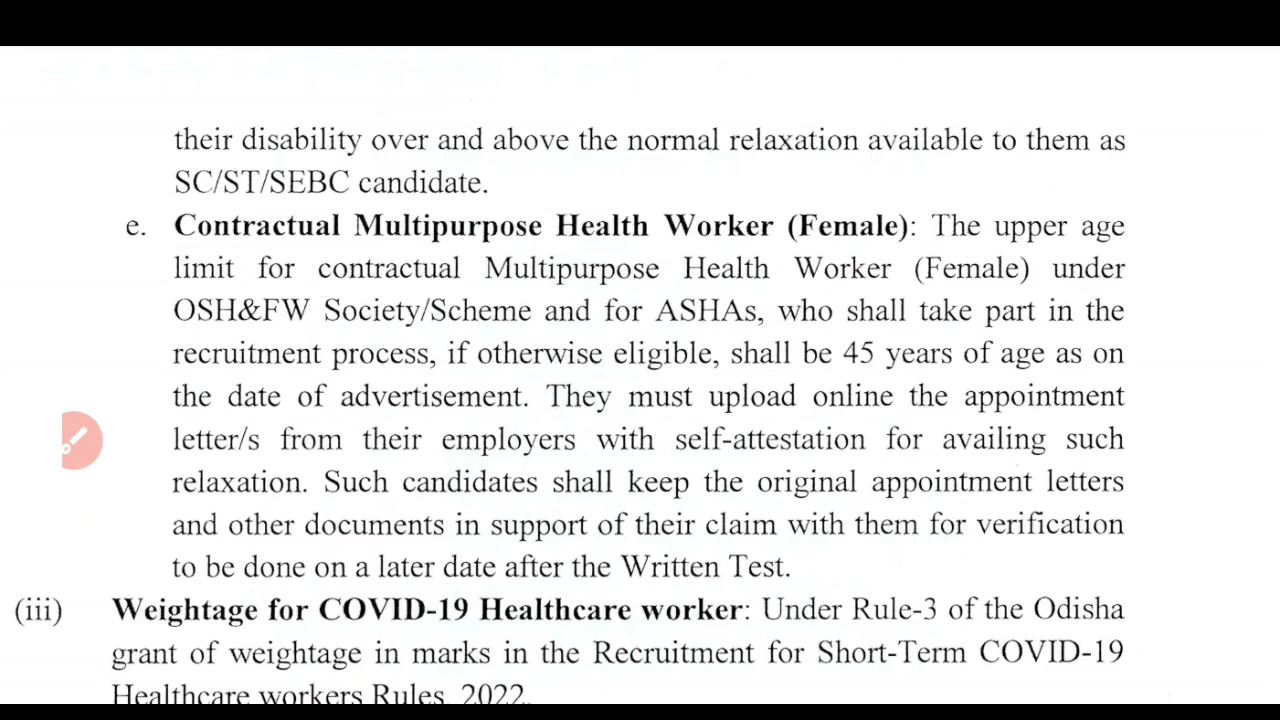 their disability over and above the normal relaxation available to them as
SC/ST/SEBC candidate.
e. Contractual Multipurpose Health Worker (Female): The upper age
limit for contractual Multipurpose Health Worker (Female) under
OSH&FW Society/Scheme and for ASHAs, who shall take part in the
recruitment process, if otherwise eligible, shall be 45 years of age as on
the date of advertisement. They must upload online the appointment
letter/s from their employers with self-attestation for availing such
relaxation. Such candidates shall keep the original appointment letters
and other documents in support of their claim with them for verification
to be done on a later date after the Written Test.
(iii) Weightage for COVID-19 Healthcare worker: Under Rule-3 of the Odisha
grant of weightage in marks in the Recruitment for Short-Term COVID-19
Healthcare workers Rules, 2022.